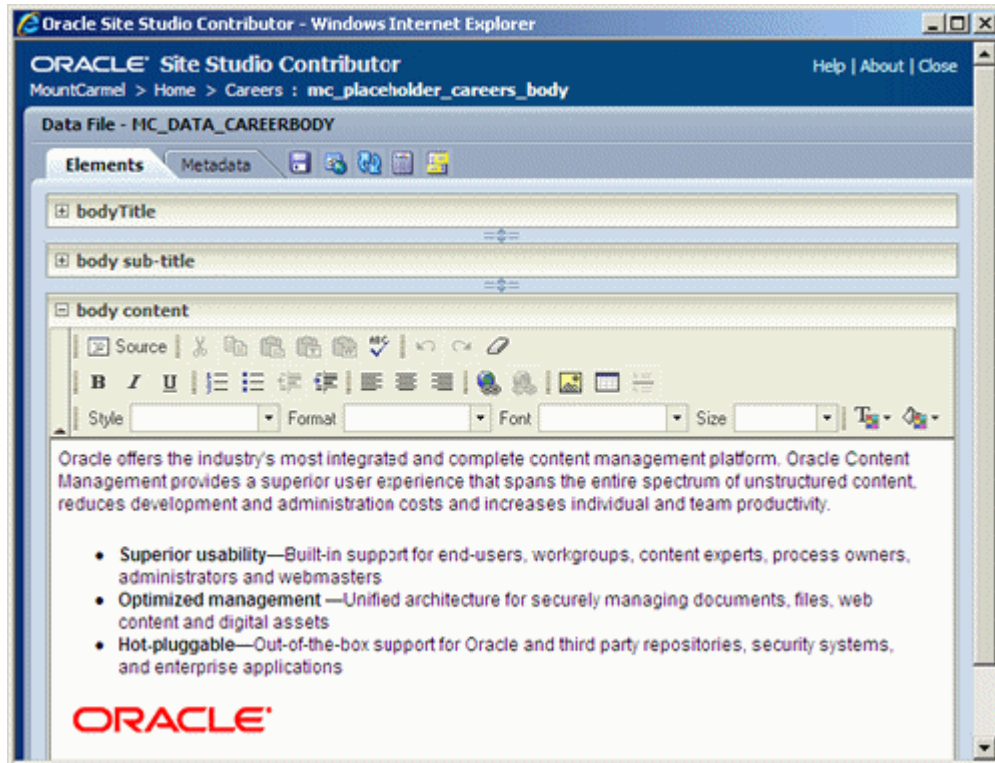 Oracle Site Studio Contributor - Windows Internet Explorer
ORACLE Site Studio Contributor
Help | About | Close
MountCarmel > Home > Careers : mc_placeholder_careers_body
Data File - MC_DATA_CAREERBODY
Elements Metadata
bodyTitle
body sub-title
body content
Source ABC
B I U
Style Format Font Size T
Oracle offers the industry's most integrated and complete content management platform. Oracle Content
Management provides a superior user experience that spans the entire spectrum of unstructured content,
reduces development and administration costs and increases individual and team productivity.
• Superior usability—Built-in support for end-users, workgroups, content experts, process owners,
administrators and webmasters
• Optimized management —Unified architecture for securely managing documents, files, web
content and digital assets
• Hot-pluggable—Out-of-the-box support for Oracle and third party repositories, security systems,
and enterprise applications
ORACLE